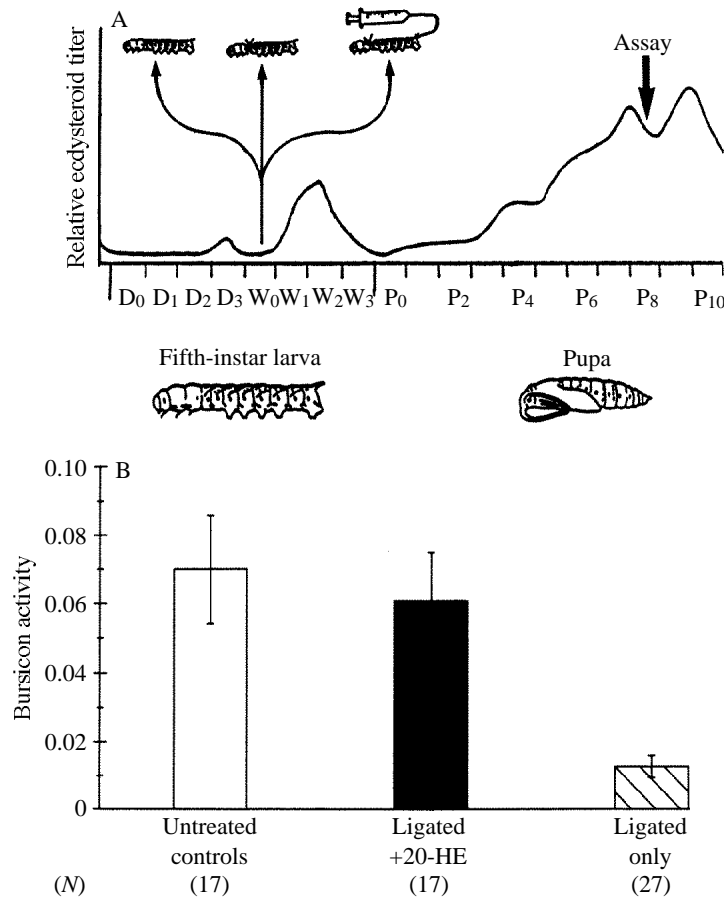 A
Assay
Relative ecdysteroid titer
D0 D1 D2 D3 W0 W1 W2 W3 P0 P2 P4 P6 P8 P10
Fifth-instar larva
Pupa
B
Bursicon activity
0.10
0.08
0.06
0.04
0.02
0
Untreated controls
Ligated +20-HE
Ligated only
(N) (17) (17) (27)